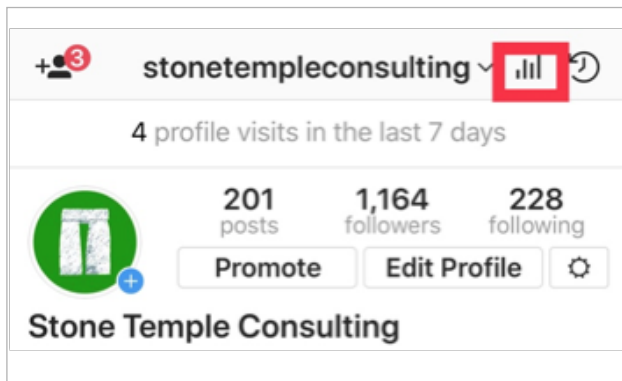 3
stonetempleconsulting
4 profile visits in the last 7 days
201 1,164 228
posts followers following
Promote Edit Profile
Stone Temple Consulting